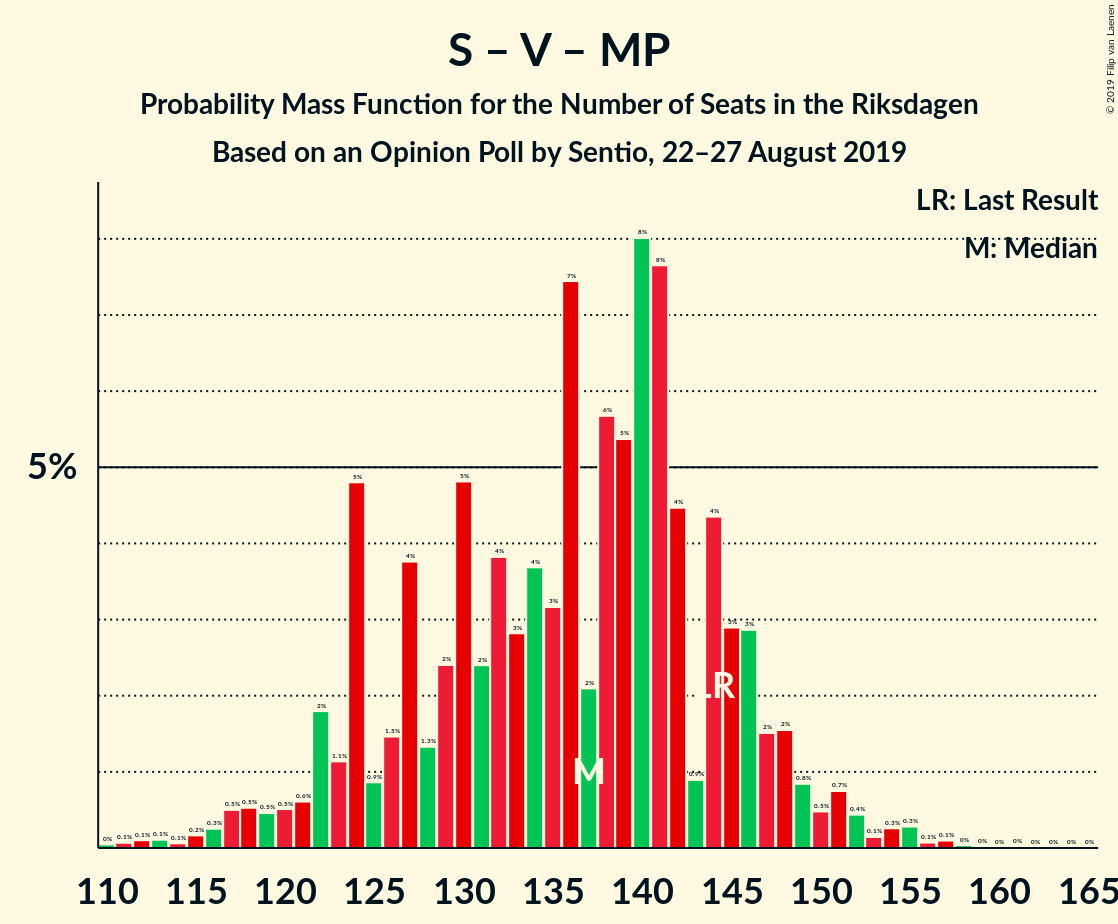 S – V – MP
Probability Mass Function for the Number of Seats in the Riksdagen
Based on an Opinion Poll by Sentio, 22–27 August 2019
© 2019 Filip van Laenen
LR: Last Result
M: Median
5%
0% 0.1% 0.1% 0.1% 0.1% 0.2% 0.3% 0.5% 0.5% 0.5% 0.5% 0.6% 2% 1.1% 5% 0.9% 1.5% 4% 1.3% 2% 5% 2% 4% 3% 4% 3% 7% 2% 6% 5% 8% 8% 4% 0.9% 4% 3% 3% 2% 2% 0.8% 0.5% 0.7% 0.4% 0.1% 0.3% 0.3% 0.1% 0.1% 0% 0% 0% 0% 0% 0% 0% 0%
LR
M
110 115 120 125 130 135 140 145 150 155 160 165